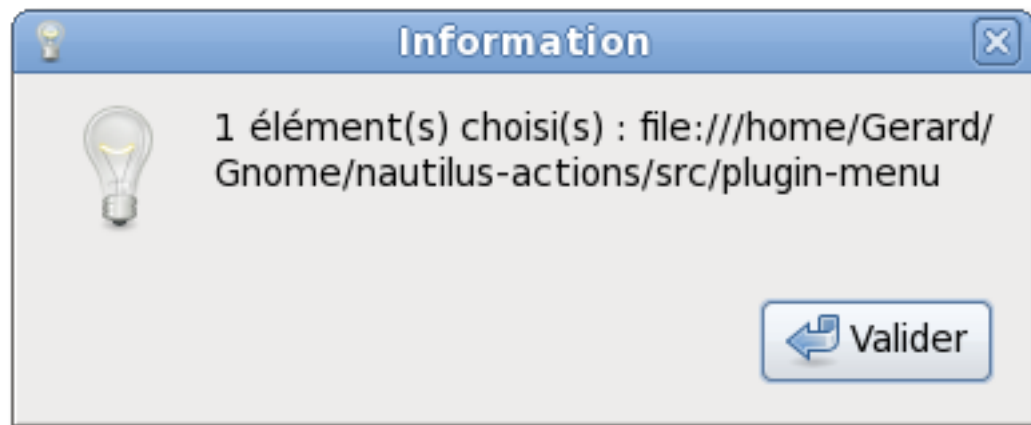 Information
1 élément(s) choisi(s) : file:///home/Gerard/
Gnome/nautilus-actions/src/plugin-menu
Valider